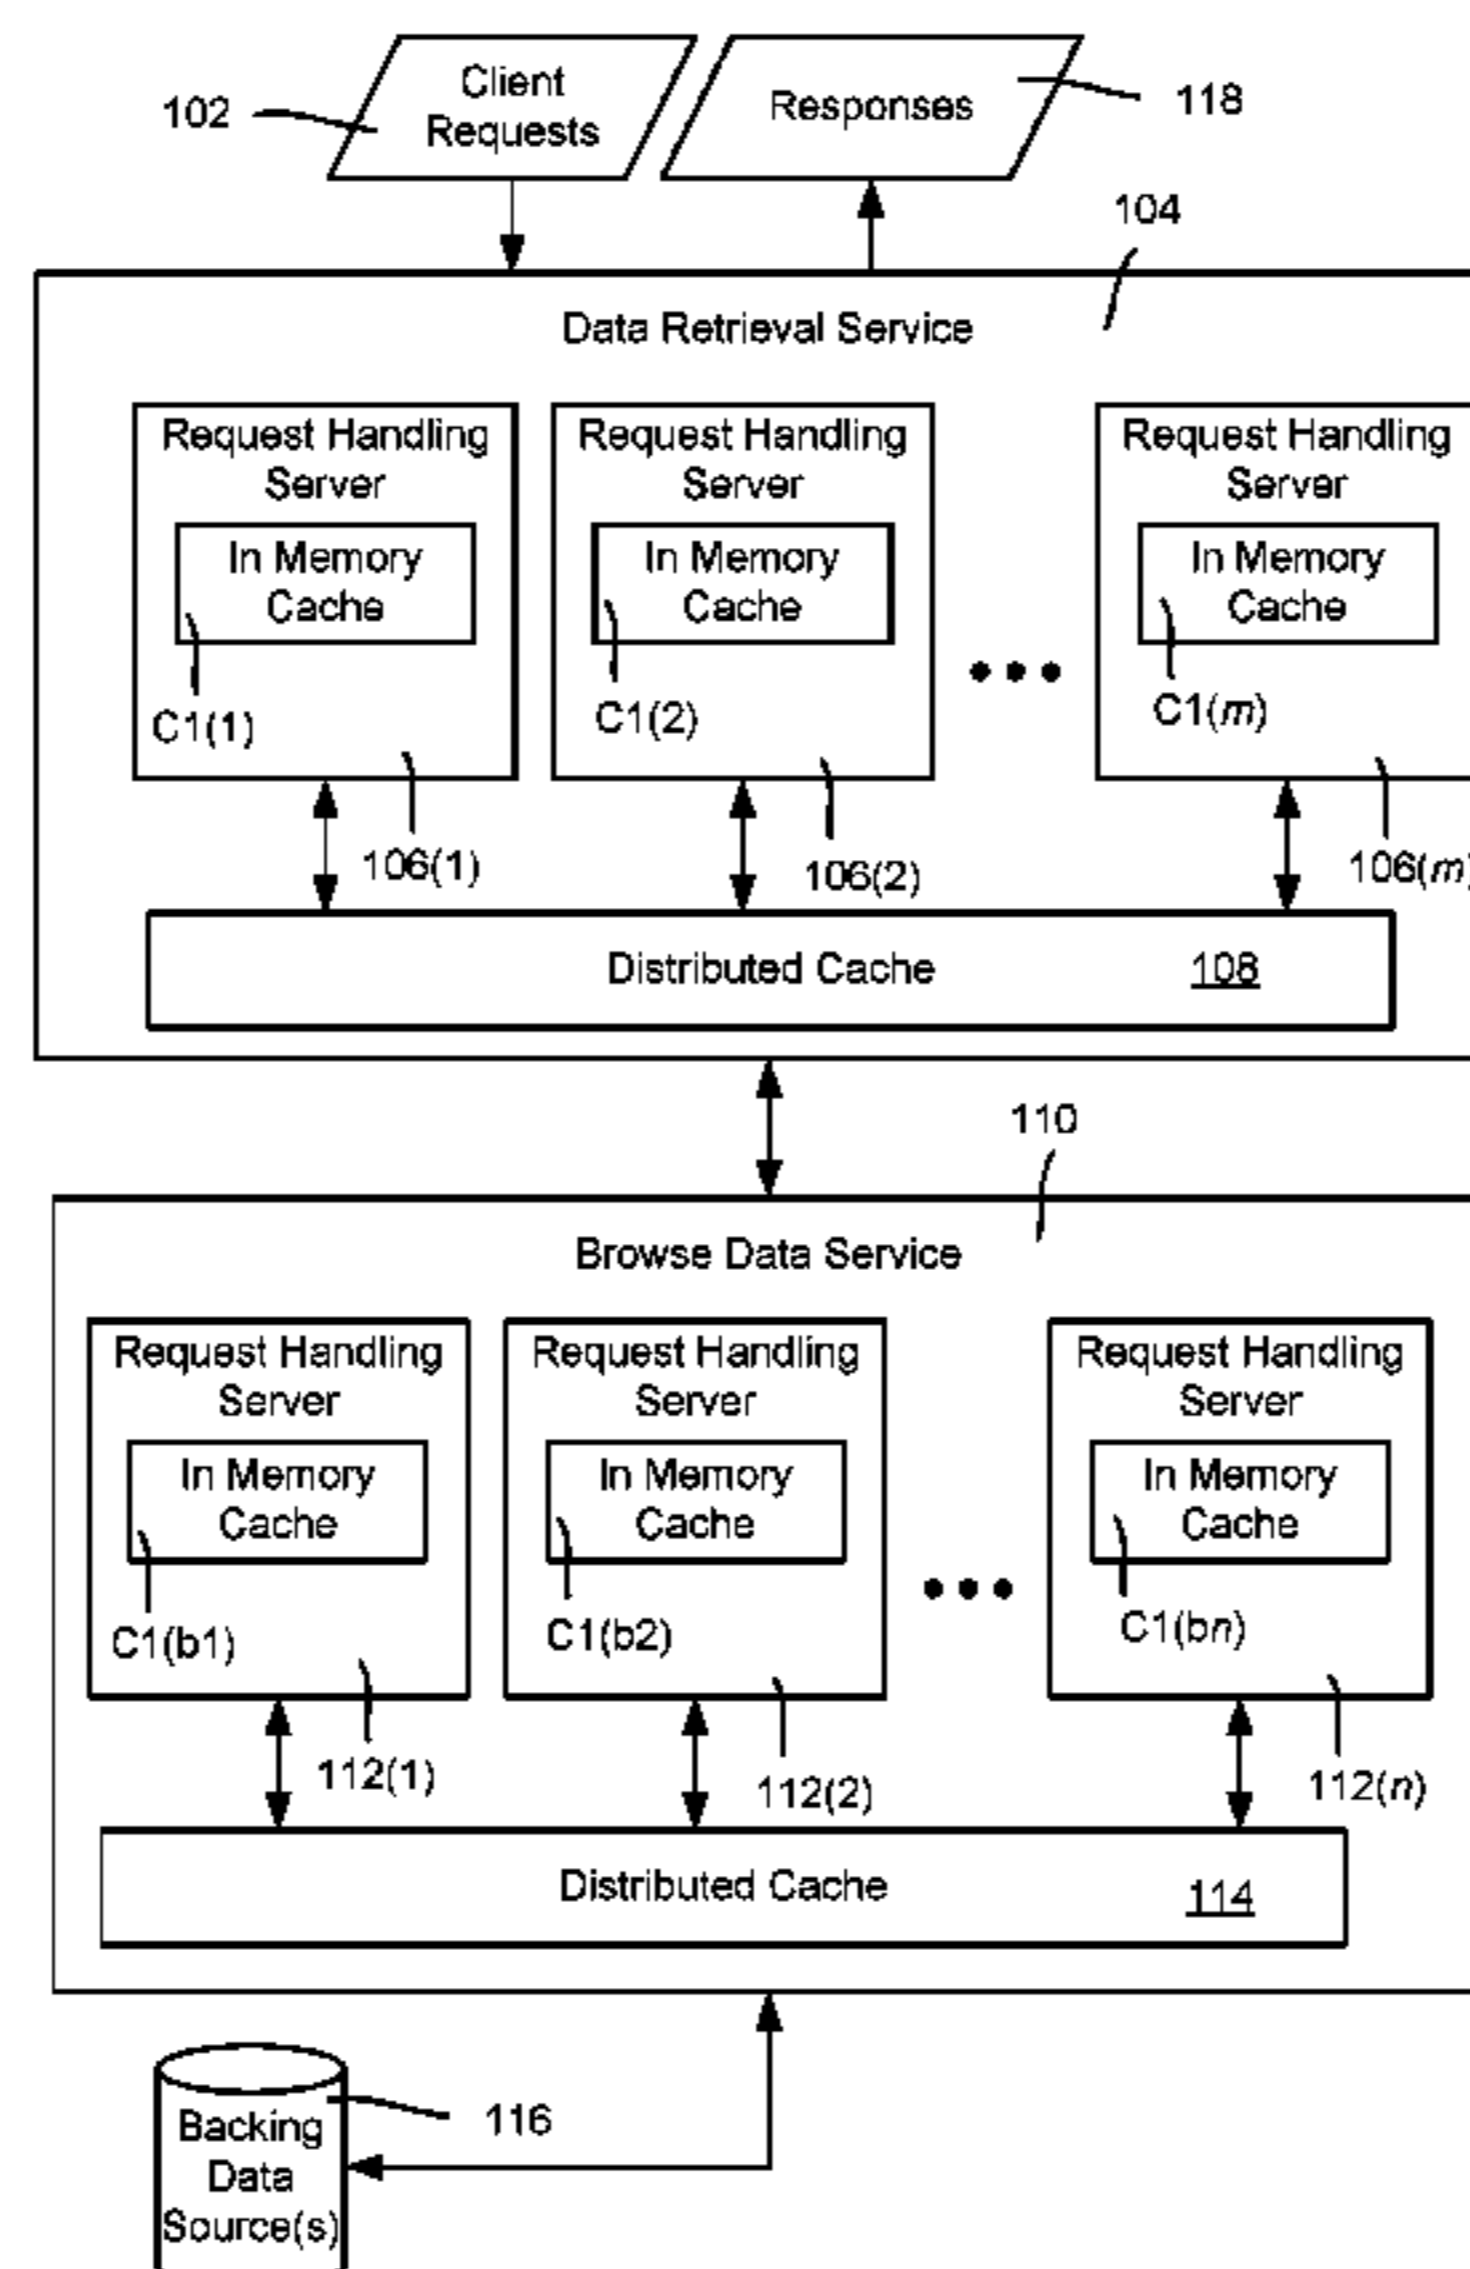 102
Client
Requests
Responses
118
104
Data Retrieval Service
Request Handling
Server
In Memory
Cache
C1(1)
106(1)
Request Handling
Server
In Memory
Cache
C1(2)
106(2)
Request Handling
Server
In Memory
Cache
C1(m)
106(m)
Distributed Cache
108
110
Browse Data Service
Request Handling
Server
In Memory
Cache
C1(b1)
112(1)
Request Handling
Server
In Memory
Cache
C1(b2)
112(2)
Request Handling
Server
In Memory
Cache
C1(bn)
112(n)
Distributed Cache
114
116
Backing
Data
Source(s)